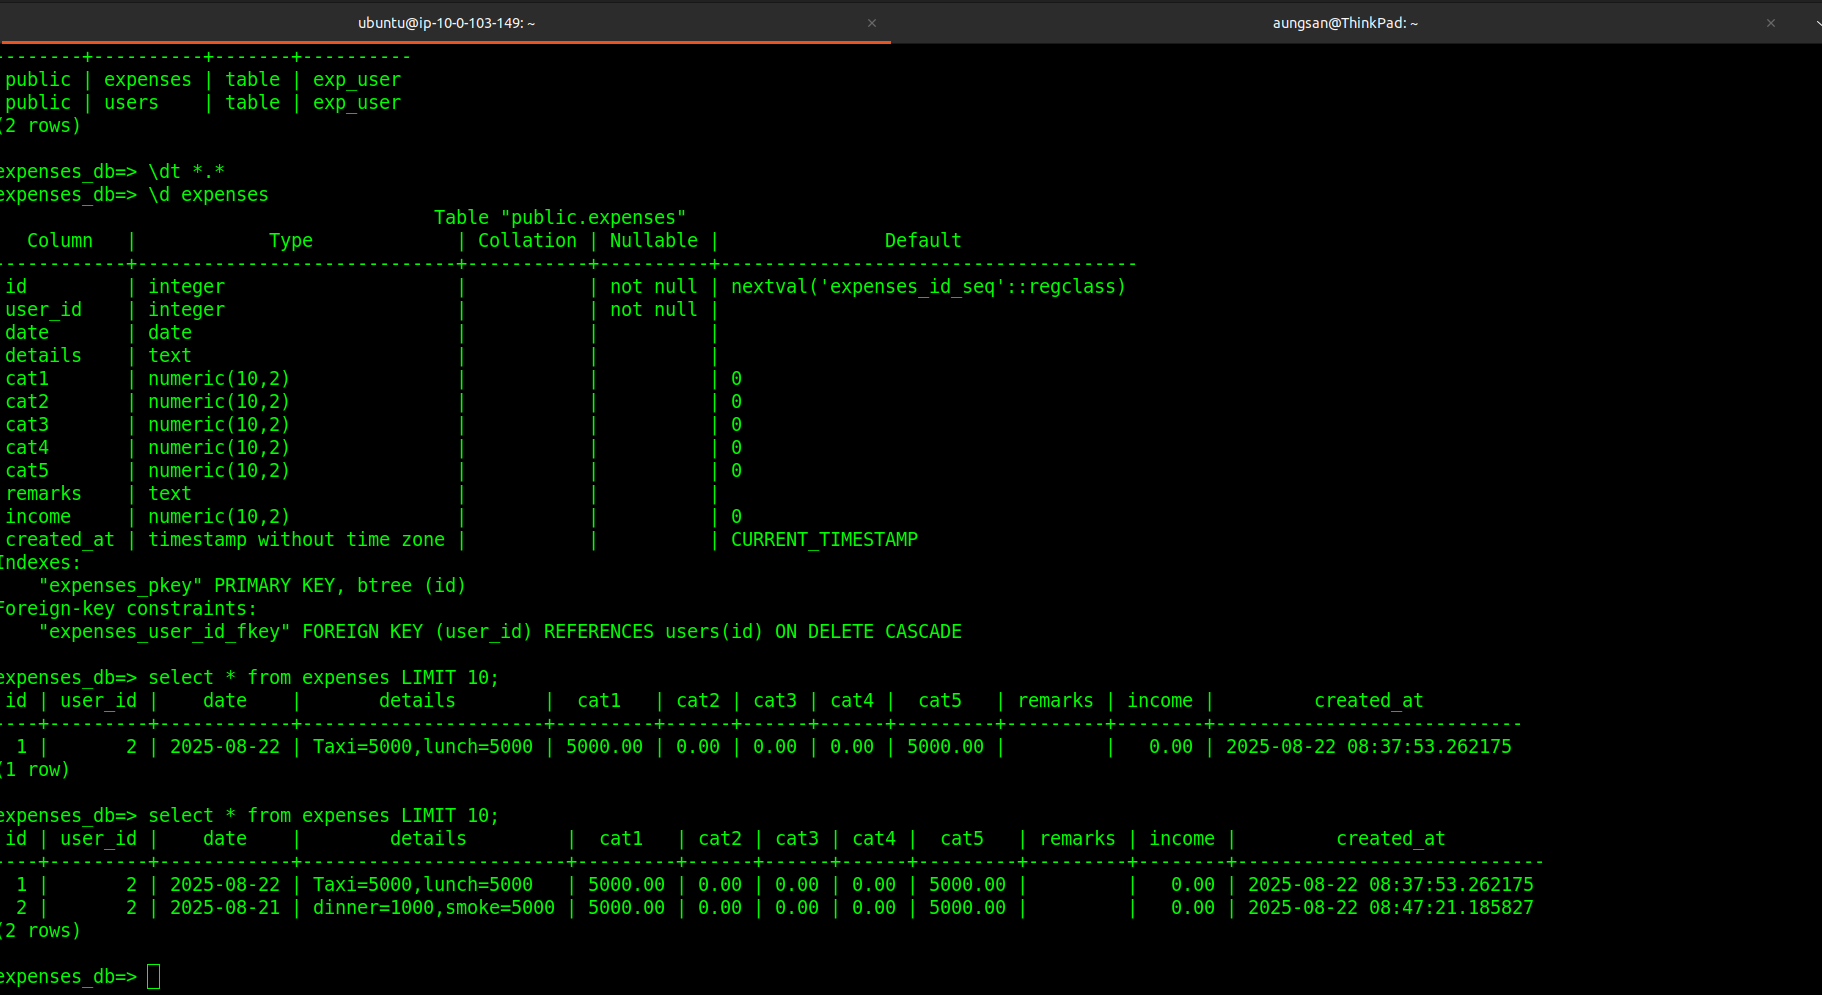 ubuntu@ip-10-0-103-149: ~ × aungsan@ThinkPad: ~ ×
--------+----------+-------+----------
public | expenses | table | exp_user
public | users    | table | exp_user
(2 rows)
expenses_db=> \dt *.*
expenses_db=> \d expenses
Table "public.expenses"
Column   |            Type             | Collation | Nullable |               Default
------------+-----------------------------+-----------+----------+--------------------------------------
id         | integer                     |           | not null | nextval('expenses_id_seq'::regclass)
user_id    | integer                     |           | not null |
date       | date                        |           |          |
details    | text                        |           |          |
cat1       | numeric(10,2)               |           |          | 0
cat2       | numeric(10,2)               |           |          | 0
cat3       | numeric(10,2)               |           |          | 0
cat4       | numeric(10,2)               |           |          | 0
cat5       | numeric(10,2)               |           |          | 0
remarks    | text                        |           |          |
income     | numeric(10,2)               |           |          | 0
created_at | timestamp without time zone |           |          | CURRENT_TIMESTAMP
Indexes:
"expenses_pkey" PRIMARY KEY, btree (id)
Foreign-key constraints:
"expenses_user_id_fkey" FOREIGN KEY (user_id) REFERENCES users(id) ON DELETE CASCADE
expenses_db=> select * from expenses LIMIT 10;
id | user_id |    date    |       details        |  cat1   | cat2 | cat3 | cat4 |  cat5   | remarks | income |         created_at
----+---------+------------+----------------------+---------+------+------+------+---------+---------+--------+----------------------------
1 |       2 | 2025-08-22 | Taxi=5000,lunch=5000 | 5000.00 | 0.00 | 0.00 | 0.00 | 5000.00 |         |   0.00 | 2025-08-22 08:37:53.262175
(1 row)
expenses_db=> select * from expenses LIMIT 10;
id | user_id |    date    |        details         |  cat1   | cat2 | cat3 | cat4 |  cat5   | remarks | income |         created_at
----+---------+------------+------------------------+---------+------+------+------+---------+---------+--------+----------------------------
1 |       2 | 2025-08-22 | Taxi=5000,lunch=5000   | 5000.00 | 0.00 | 0.00 | 0.00 | 5000.00 |         |   0.00 | 2025-08-22 08:37:53.262175
2 |       2 | 2025-08-21 | dinner=1000,smoke=5000 | 5000.00 | 0.00 | 0.00 | 0.00 | 5000.00 |         |   0.00 | 2025-08-22 08:47:21.185827
(2 rows)
expenses_db=>